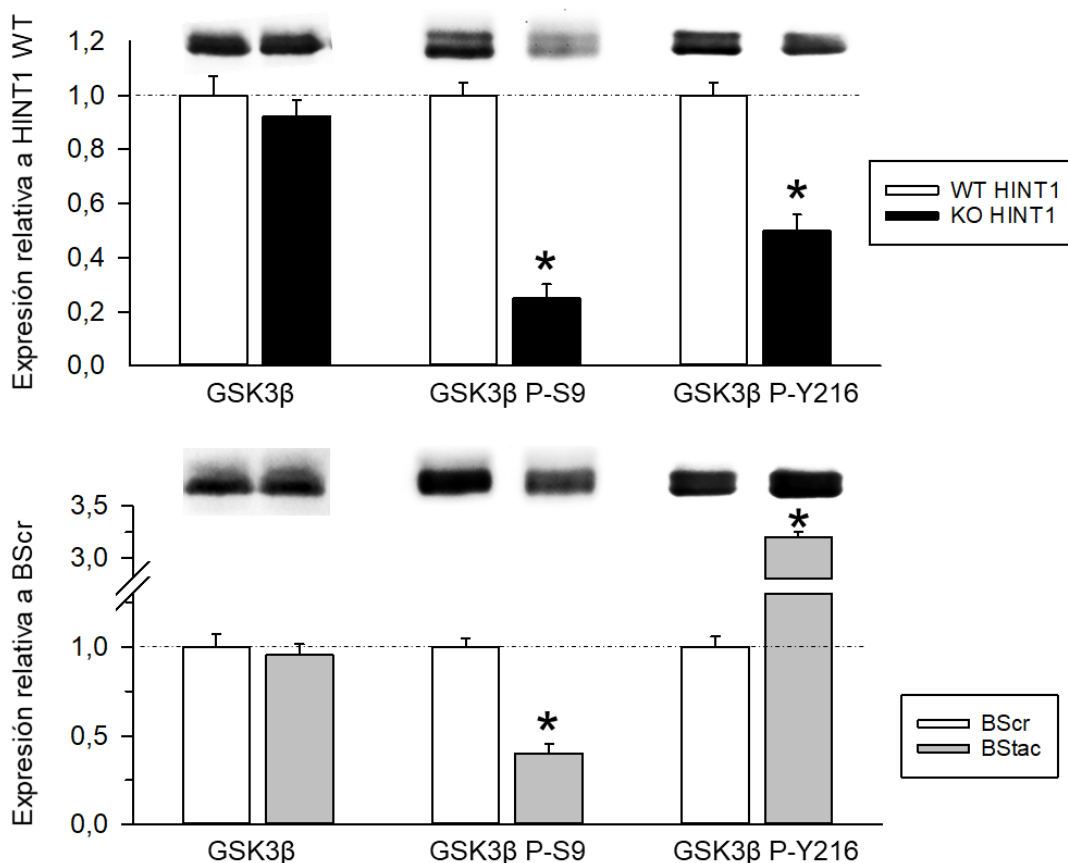 Expresión relativa a HINT1 WT
1,2
1,0
0,8
0,6
0,4
0,2
0,0
*
*
GSK3β
GSK3β P-S9
GSK3β P-Y216
WT HINT1
KO HINT1
Expresión relativa a BScr
3,5
3,0
1,0
0,5
0,0
*
*
GSK3β
GSK3β P-S9
GSK3β P-Y216
BScr
BStac